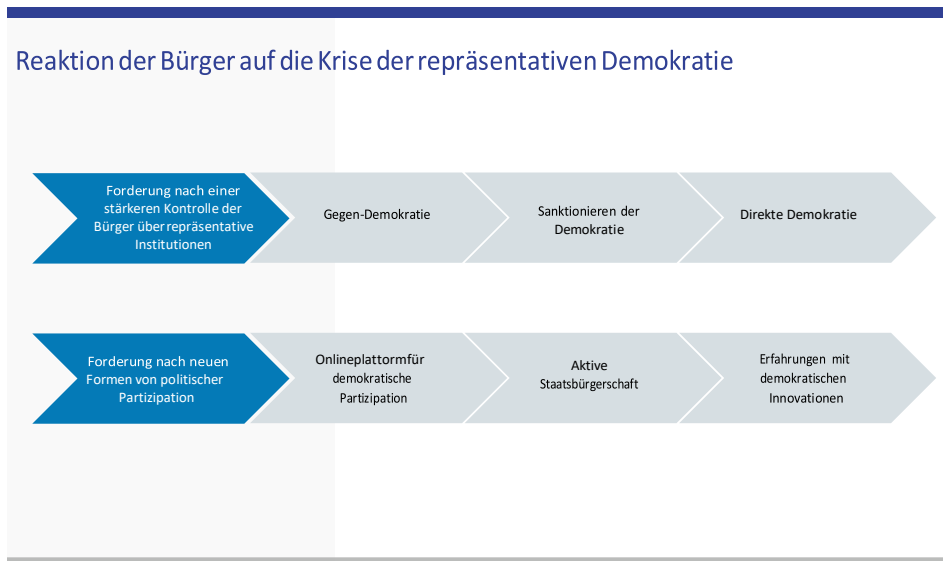 Reaktion der Bürger auf die Krise der repräsentativen Demokratie
Forderung nach einer
stärkeren Kontrolle der
Bürger über repräsentative
Institutionen
Gegen-Demokratie
Sanktionieren der
Demokratie
Direkte Demokratie
Forderung nach neuen
Formen von politischer
Partizipation
Onlineplattormfür
demokratische
Partizipation
Aktive
Staatsbürgerschaft
Erfahrungen mit
demokratischen
Innovationen